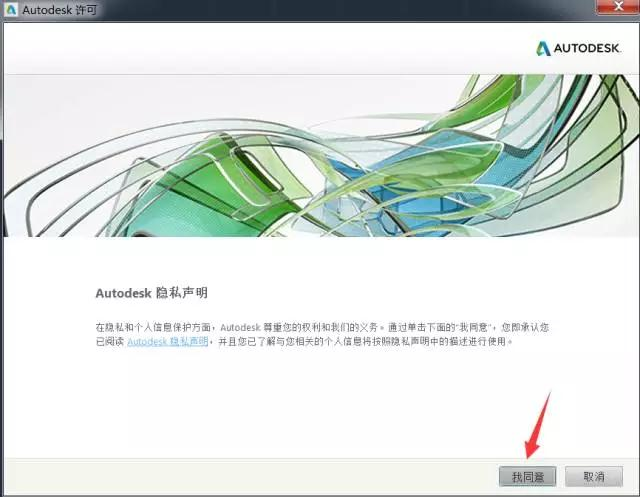 Autodesk 许可
AUTODESK
Autodesk 隐私声明
在隐私和个人信息保护方面，Autodesk 尊重您的权利和我们的义务。通过单击下面的“我同意”，您即承认您
已阅读 Autodesk 隐私声明，并且您已了解与您相关的个人信息将按照隐私声明中的描述进行使用。
我同意
取消